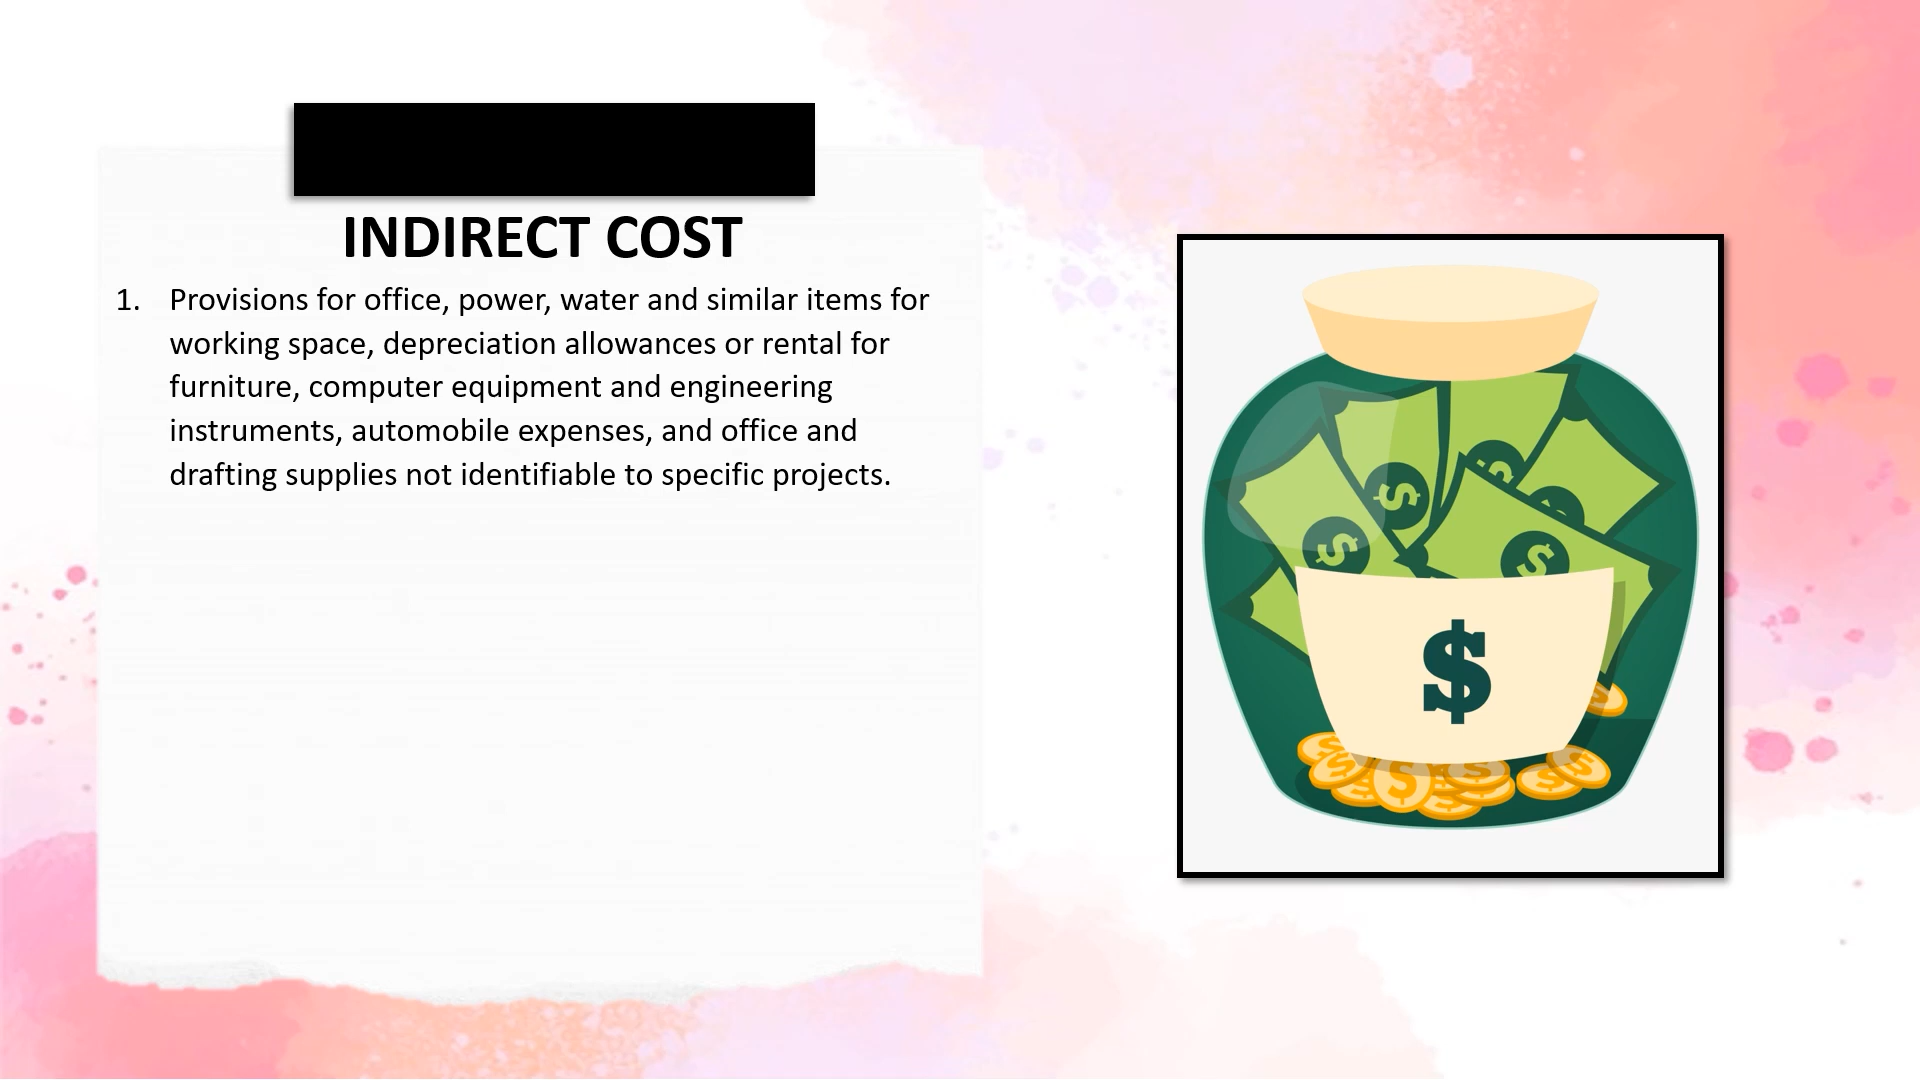 INDIRECT COST
1. Provisions for office, power, water and similar items for
working space, depreciation allowances or rental for
furniture, computer equipment and engineering
instruments, automobile expenses, and office and
drafting supplies not identifiable to specific projects.
$ $
$ $
$
$
$ $ $ $ $ $ $ $